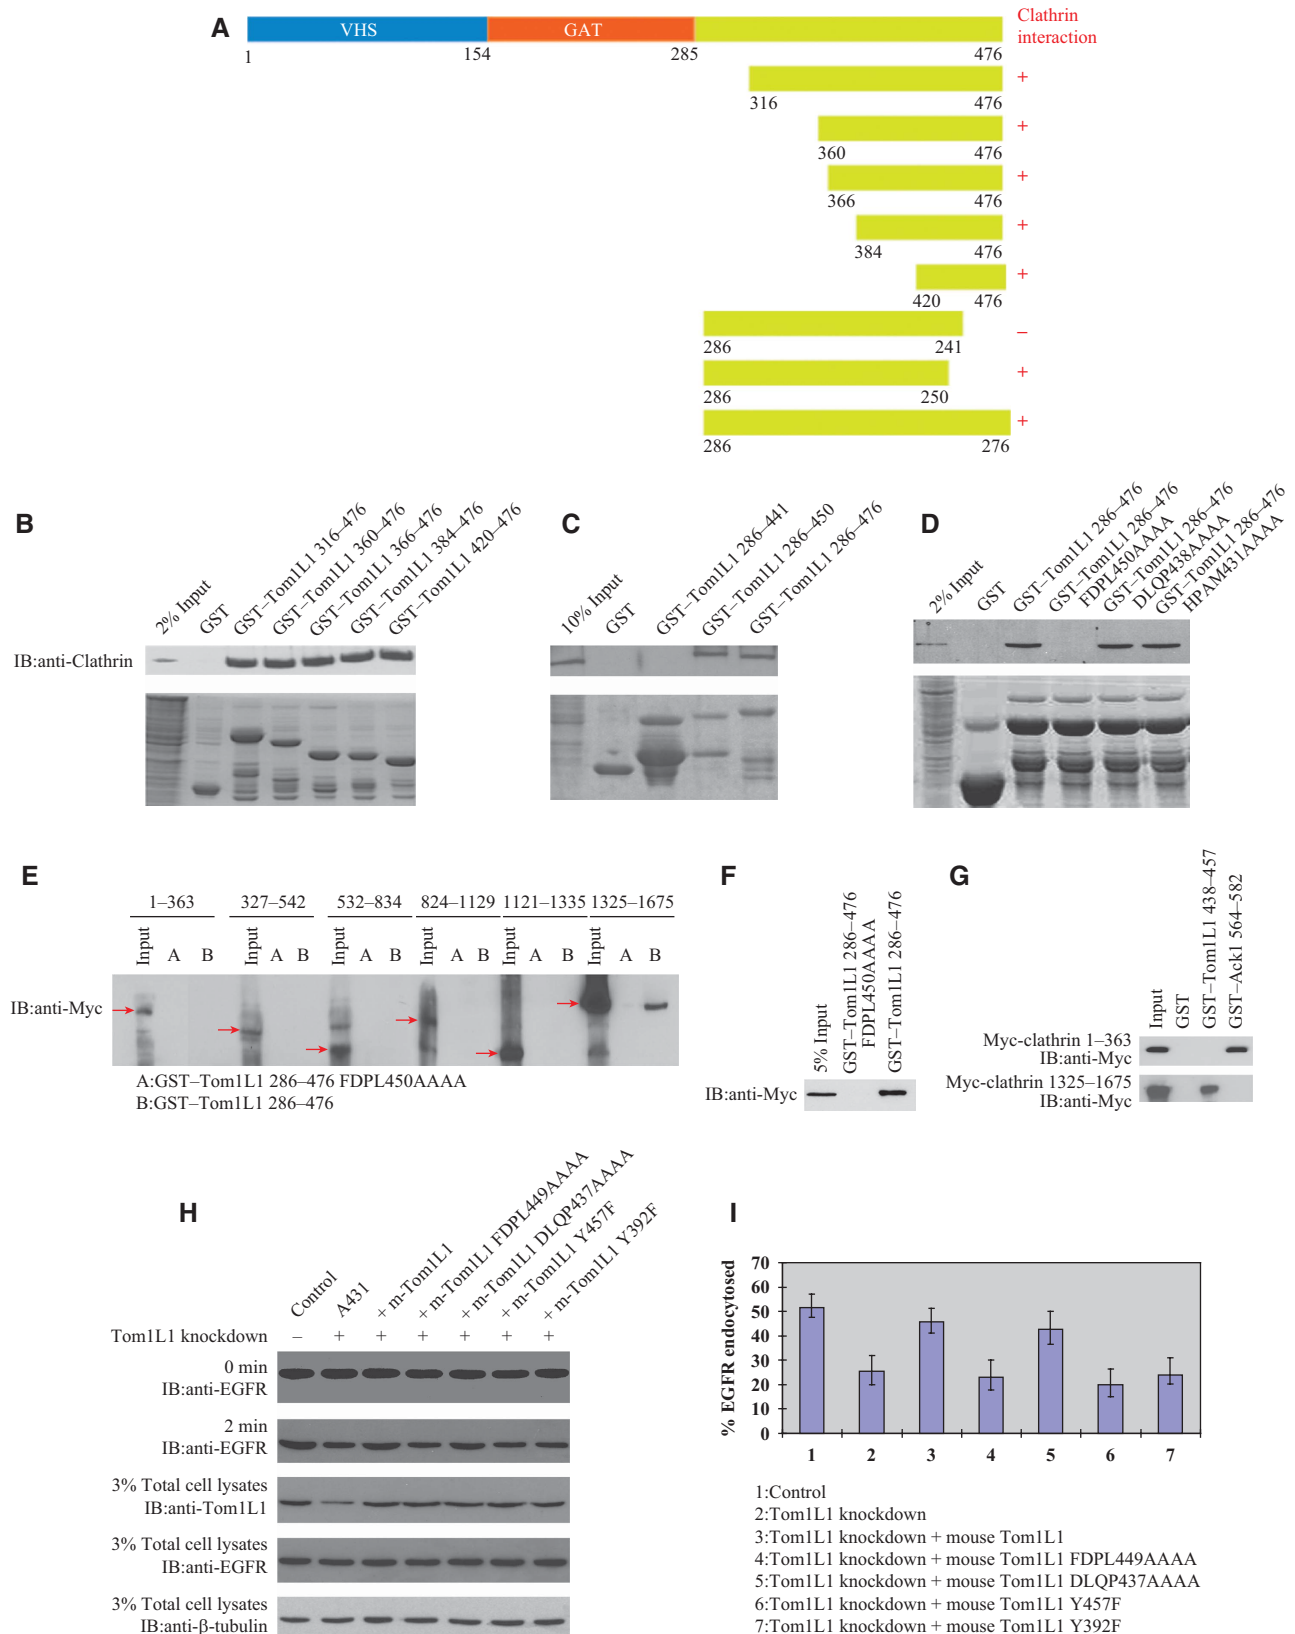 A
VHS
GAT
Clathrin
interaction
1
154
285
476
+
316
476
+
360
476
+
366
476
+
384
476
+
420
476
–
286
241
+
286
250
+
286
276
B
2% Input
GST
GST–Tom1L1 316–476
GST–Tom1L1 360–476
GST–Tom1L1 366–476
GST–Tom1L1 384–476
GST–Tom1L1 420–476
IB:anti-Clathrin
C
10% Input
GST
GST–Tom1L1 286–441
GST–Tom1L1 286–450
GST–Tom1L1 286–476
D
2% Input
GST
GST–Tom1L1 286–476
GST–Tom1L1 286–476
FDPL450AAAA
GST–Tom1L1 286–476
DLQP438AAAA
GST–Tom1L1 286–476
HPAM431AAAA
E
1–363
327–542
532–834
824–1129
1121–1335
1325–1675
Input A B
Input A B
Input A B
Input A B
Input A B
Input A B
IB:anti-Myc
A:GST–Tom1L1 286–476 FDPL450AAAA
B:GST–Tom1L1 286–476
F
5% Input
GST–Tom1L1 286–476
FDPL450AAAA
GST–Tom1L1 286–476
IB:anti-Myc
G
Input
GST
GST–Tom1L1 438–457
GST–Ack1 564–582
Myc-clathrin 1–363
IB:anti-Myc
Myc-clathrin 1325–1675
IB:anti-Myc
H
Control
A431
+ m-Tom1L1
+ m-Tom1L1 FDPL449AAAA
+ m-Tom1L1 DLQP437AAAA
+ m-Tom1L1 Y457F
+ m-Tom1L1 Y392F
Tom1L1 knockdown – + + + + + +
0 min
IB:anti-EGFR
2 min
IB:anti-EGFR
3% Total cell lysates
IB:anti-Tom1L1
3% Total cell lysates
IB:anti-EGFR
3% Total cell lysates
IB:anti-β-tubulin
I
% EGFR endocytosed
70
60
50
40
30
20
10
0
1 2 3 4 5 6 7
1:Control
2:Tom1L1 knockdown
3:Tom1L1 knockdown + mouse Tom1L1
4:Tom1L1 knockdown + mouse Tom1L1 FDPL449AAAA
5:Tom1L1 knockdown + mouse Tom1L1 DLQP437AAAA
6:Tom1L1 knockdown + mouse Tom1L1 Y457F
7:Tom1L1 knockdown + mouse Tom1L1 Y392F